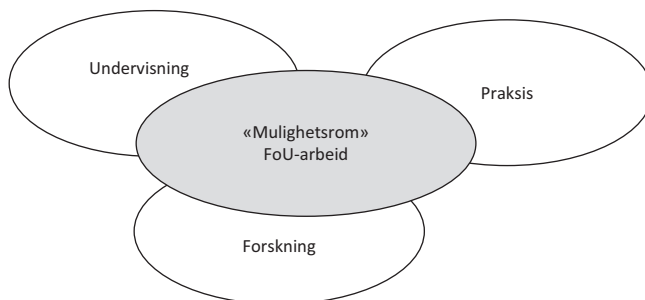 Undervisning
Praksis
«Mulighetsrom»
FoU-arbeid
Forskning